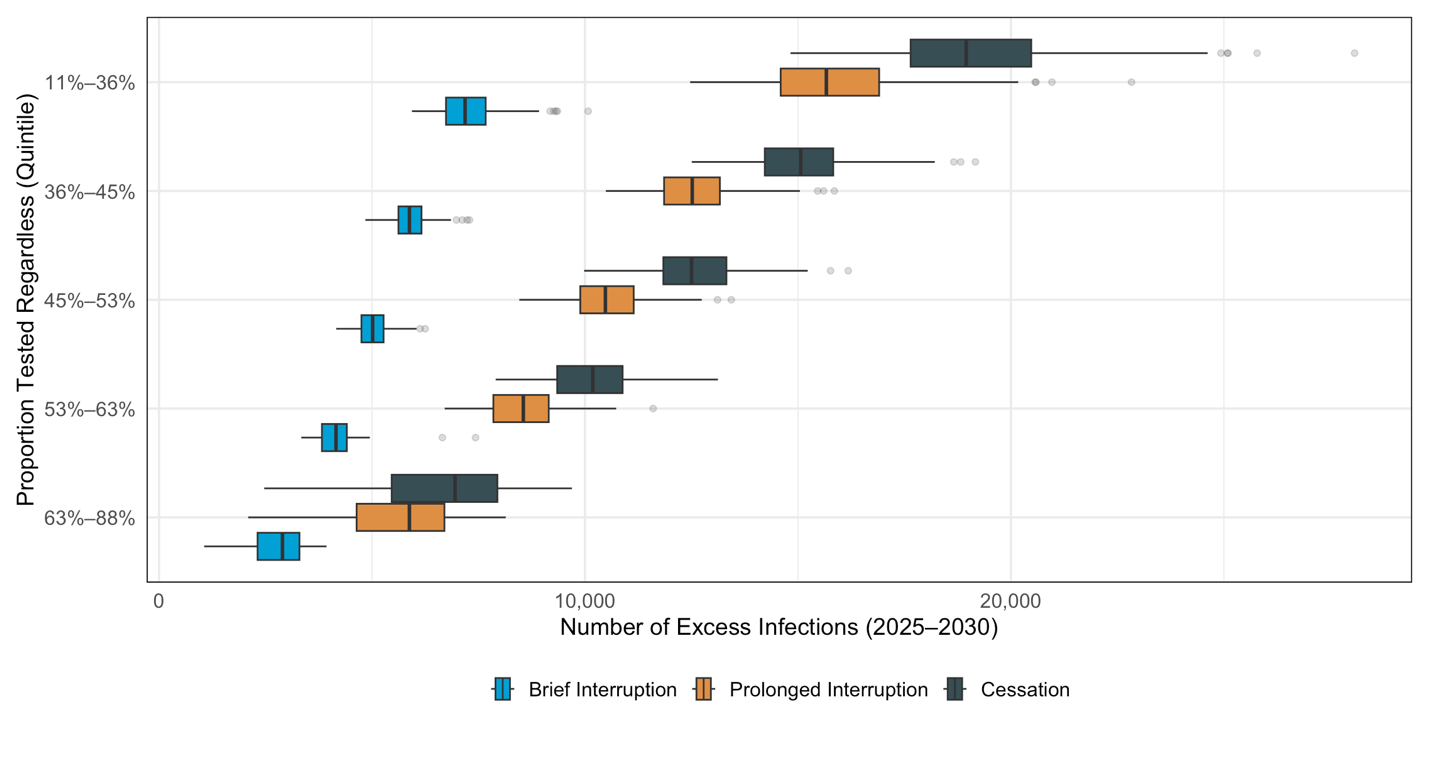 Proportion Tested Regardless (Quintile)
11%–36%
36%–45%
45%–53%
53%–63%
63%–88%
0
10,000
20,000
Number of Excess Infections (2025–2030)
Brief Interruption
Prolonged Interruption
Cessation